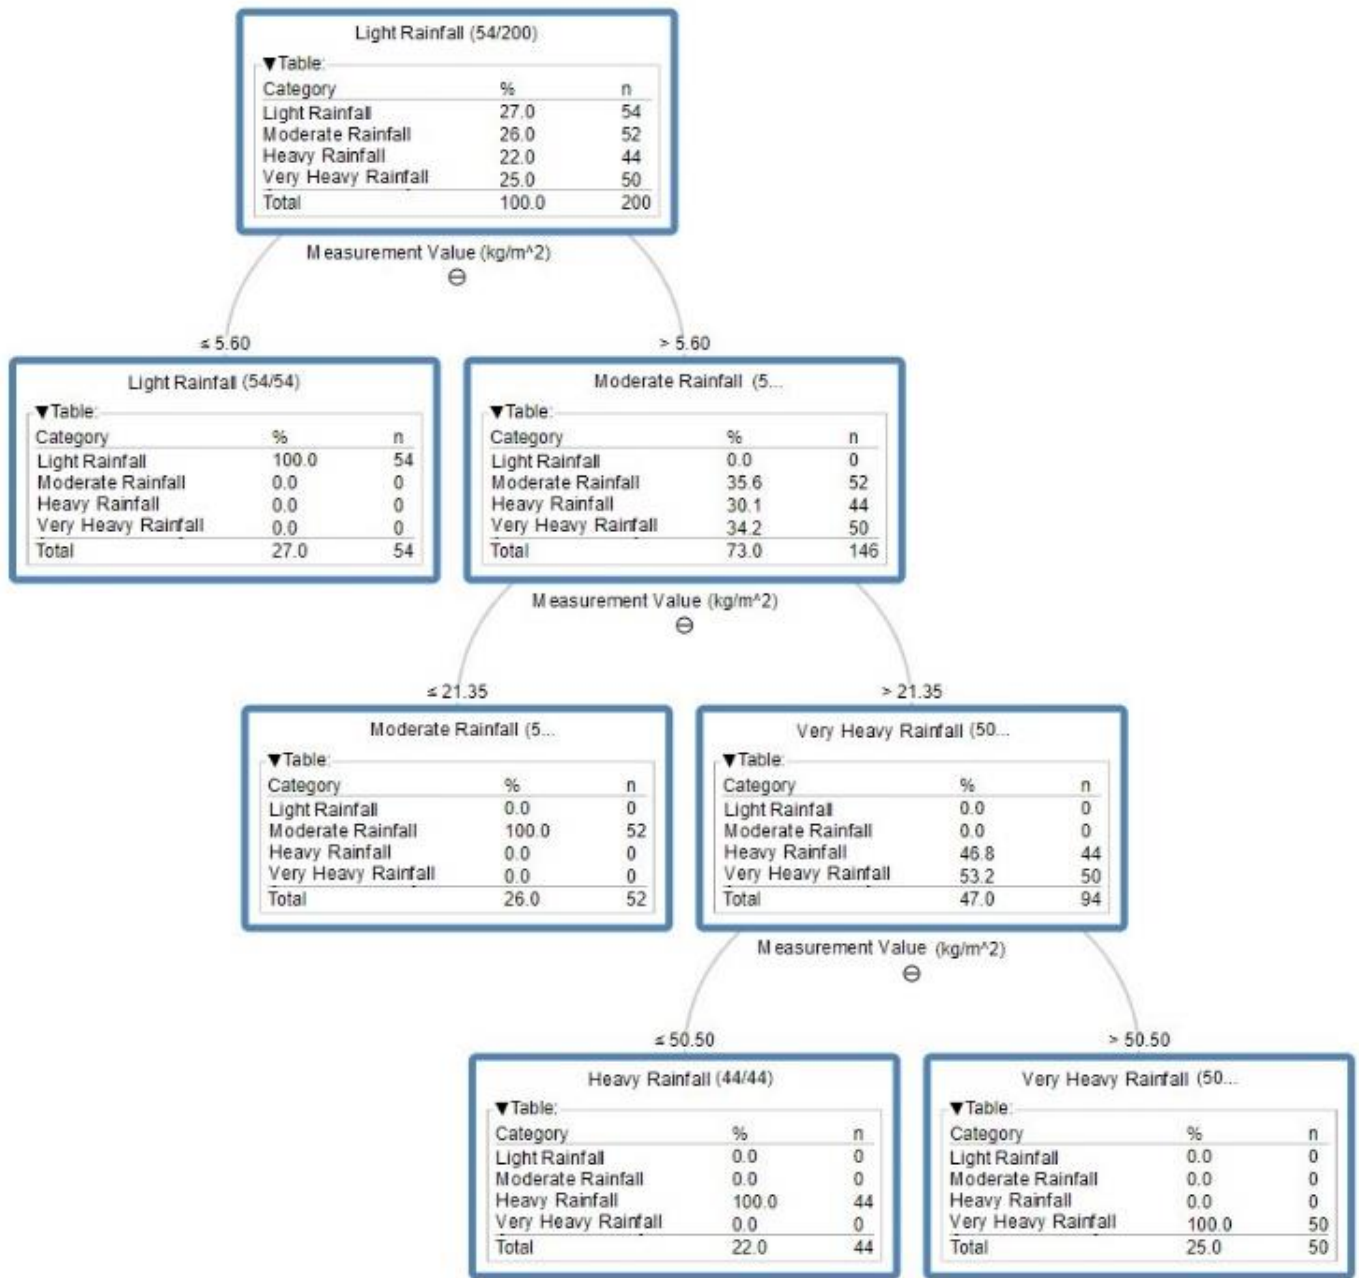 Light Rainfall (54/200)
▼Table:
Category % n
Light Rainfall 27.0 54
Moderate Rainfall 26.0 52
Heavy Rainfall 22.0 44
Very Heavy Rainfall 25.0 50
Total 100.0 200
Measurement Value (kg/m^2)
≤ 5.60
> 5.60
Light Rainfall (54/54)
▼Table:
Category % n
Light Rainfall 100.0 54
Moderate Rainfall 0.0 0
Heavy Rainfall 0.0 0
Very Heavy Rainfall 0.0 0
Total 27.0 54
Moderate Rainfall (5...
▼Table:
Category % n
Light Rainfall 0.0 0
Moderate Rainfall 35.6 52
Heavy Rainfall 30.1 44
Very Heavy Rainfall 34.2 50
Total 73.0 146
Measurement Value (kg/m^2)
≤ 21.35
> 21.35
Moderate Rainfall (5...
▼Table:
Category % n
Light Rainfall 0.0 0
Moderate Rainfall 100.0 52
Heavy Rainfall 0.0 0
Very Heavy Rainfall 0.0 0
Total 26.0 52
Very Heavy Rainfall (50...
▼Table:
Category % n
Light Rainfall 0.0 0
Moderate Rainfall 0.0 0
Heavy Rainfall 46.8 44
Very Heavy Rainfall 53.2 50
Total 47.0 94
Measurement Value (kg/m^2)
≤ 50.50
> 50.50
Heavy Rainfall (44/44)
▼Table:
Category % n
Light Rainfall 0.0 0
Moderate Rainfall 0.0 0
Heavy Rainfall 100.0 44
Very Heavy Rainfall 0.0 0
Total 22.0 44
Very Heavy Rainfall (50...
▼Table:
Category % n
Light Rainfall 0.0 0
Moderate Rainfall 0.0 0
Heavy Rainfall 0.0 0
Very Heavy Rainfall 100.0 50
Total 25.0 50